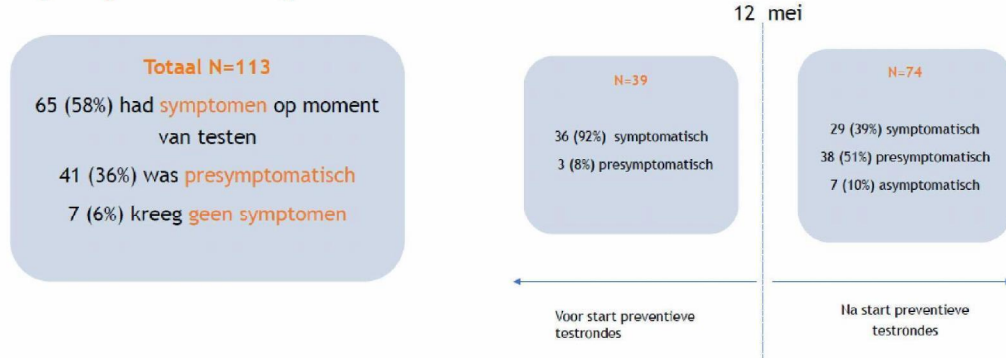 Totaal N=113
65 (58%) had symptomen op moment
van testen
41 (36%) was presymptomatisch
7 (6%) kreeg geen symptomen
12 mei
N=39
36 (92%) symptomatisch
3 (8%) presymptomatisch
N=74
29 (39%) symptomatisch
38 (51%) presymptomatisch
7 (10%) asymptomatisch
Voor start preventieve
testrondes
Na start preventieve
testrondes